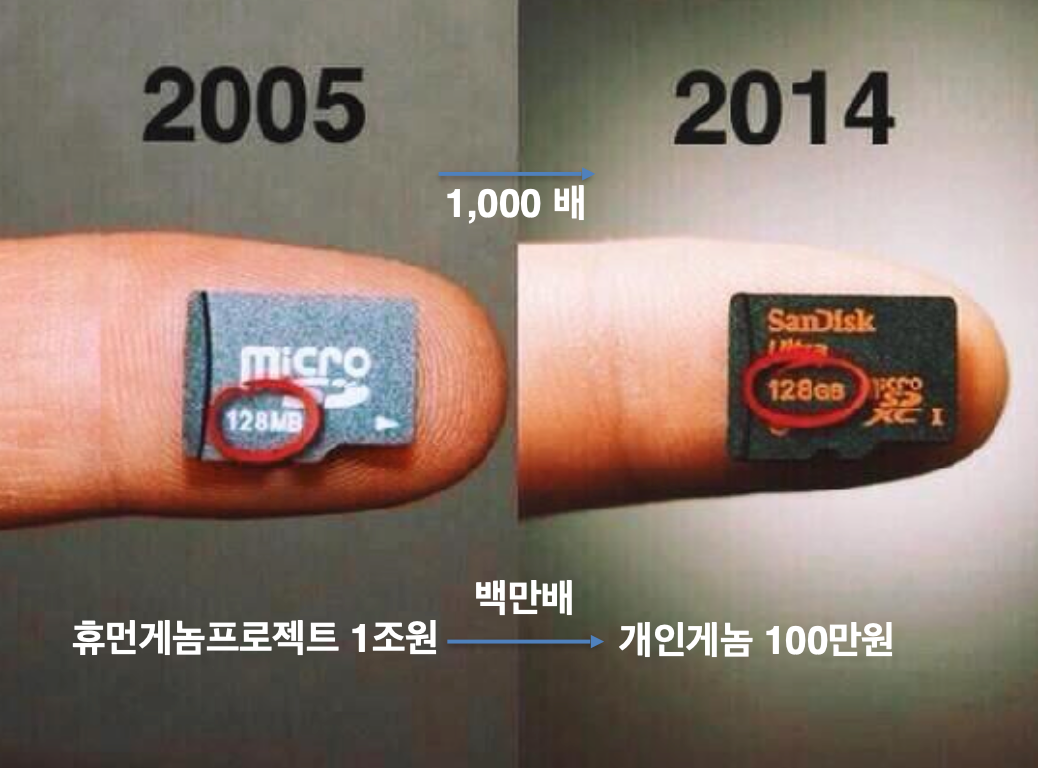 2005
2014
1,000 배
micro
128MB
SanDisk
Ultra
128GB
micro
XC I
백만배
휴먼게놈프로젝트 1조원
개인게놈 100만원